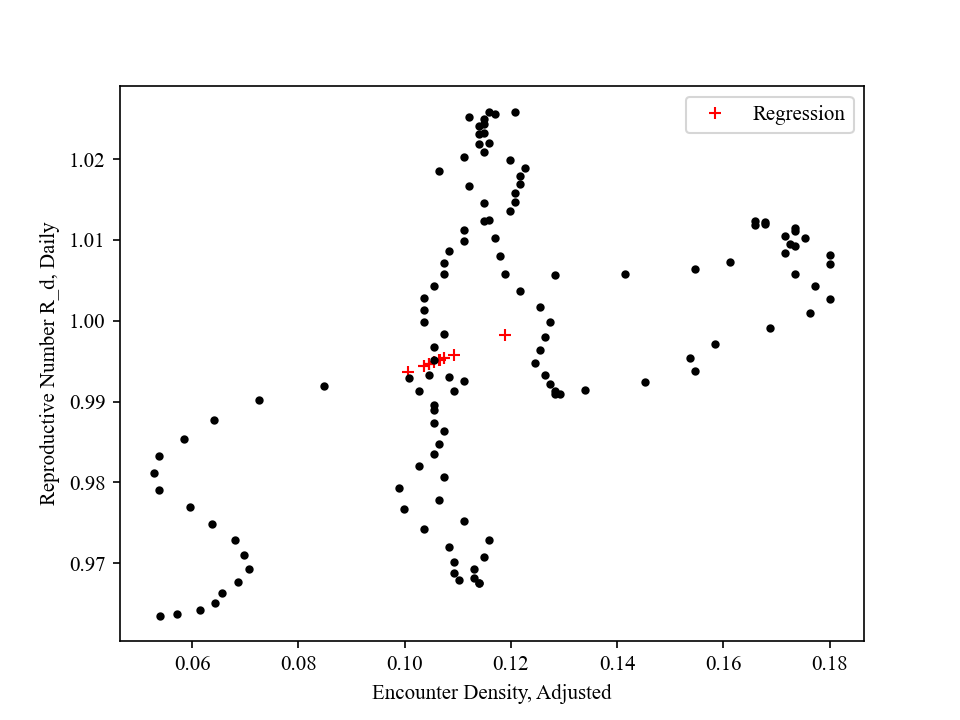 Regression
1.02
1.01
1.00
0.99
0.98
0.97
Reproductive Number R_d, Daily
0.06 0.08 0.10 0.12 0.14 0.16 0.18
Encounter Density, Adjusted